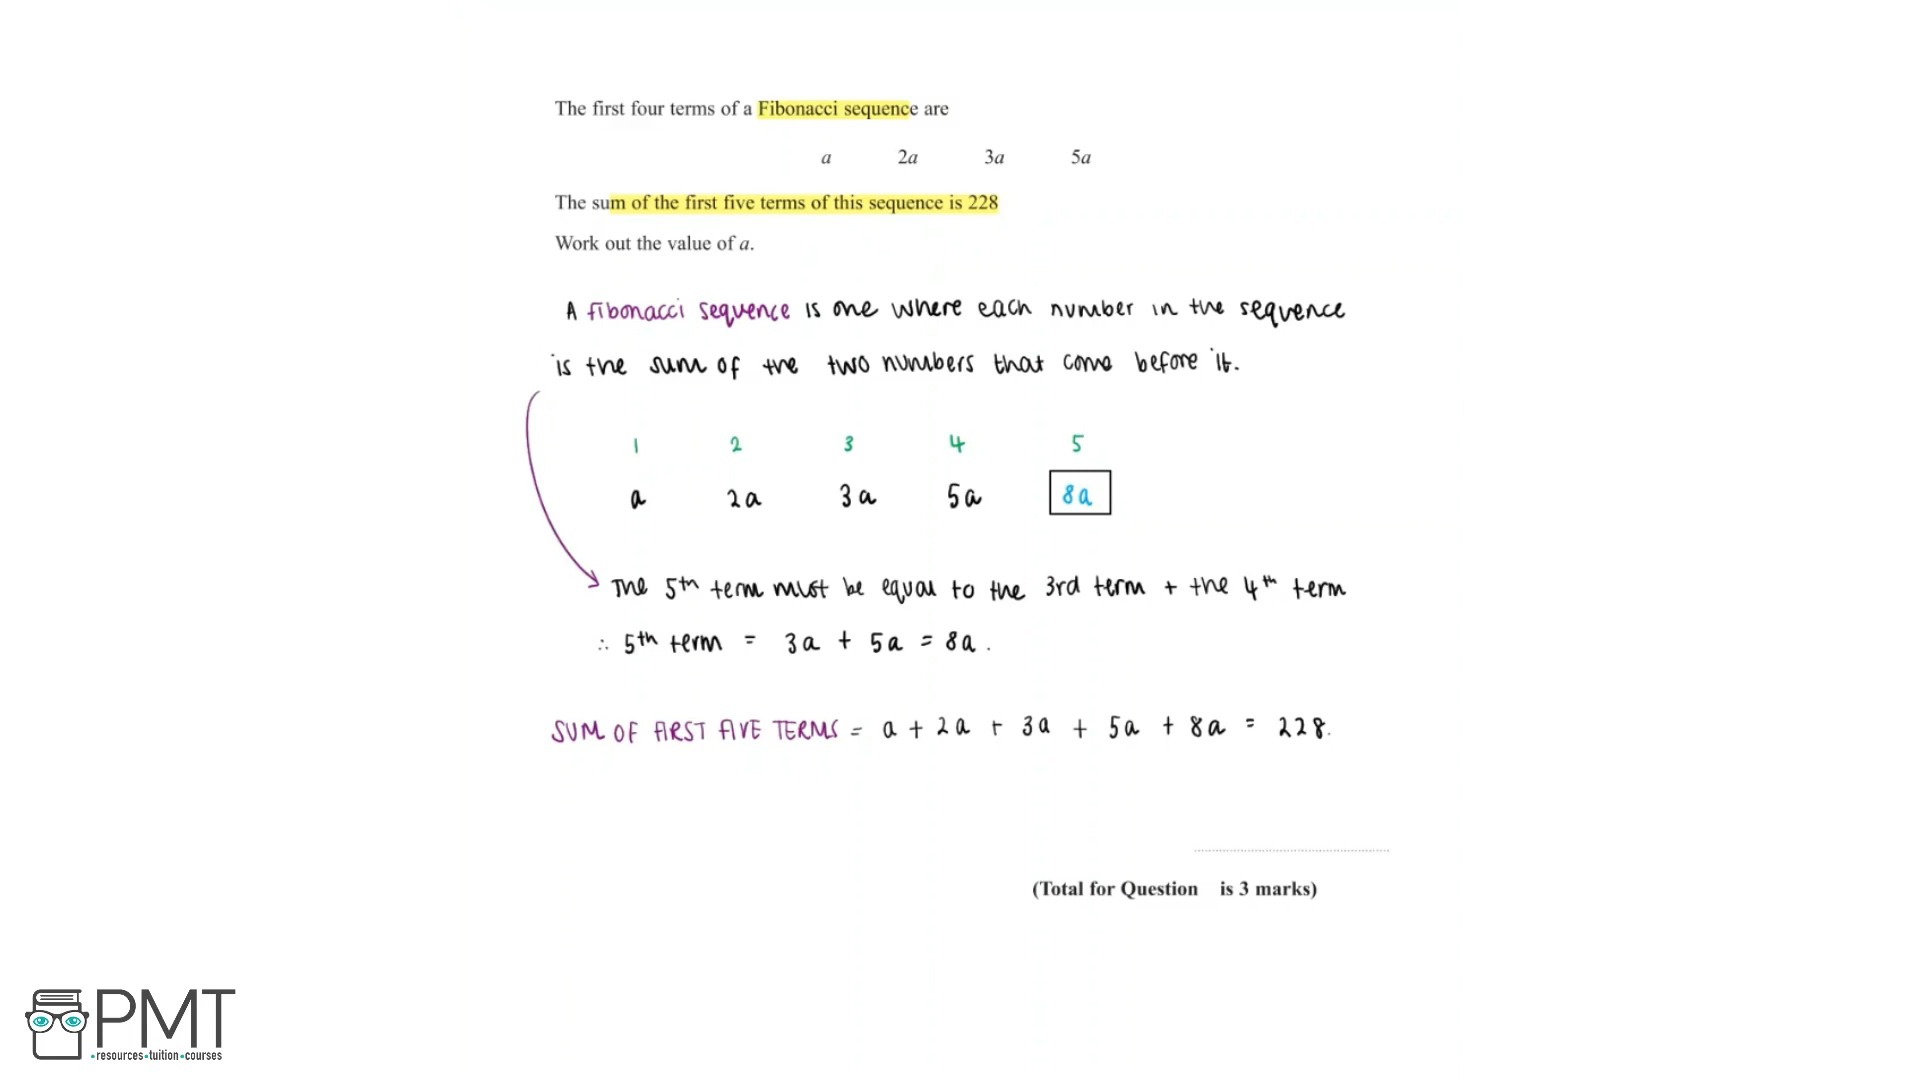 The first four terms of a Fibonacci sequence are
a 2a 3a 5a
The sum of the first five terms of this sequence is 228
Work out the value of a.
A fibonacci sequence is one where each number in the sequence
is the sum of the two numbers that come before it.
1 2 3 4 5
a 2a 3a 5a 8a
The 5th term must be equal to the 3rd term + the 4th term
∴ 5th term = 3a + 5a = 8a.
SUM OF FIRST FIVE TERMS = a + 2a + 3a + 5a + 8a = 228.
(Total for Question is 3 marks)
PMT
•resources•tuition•courses